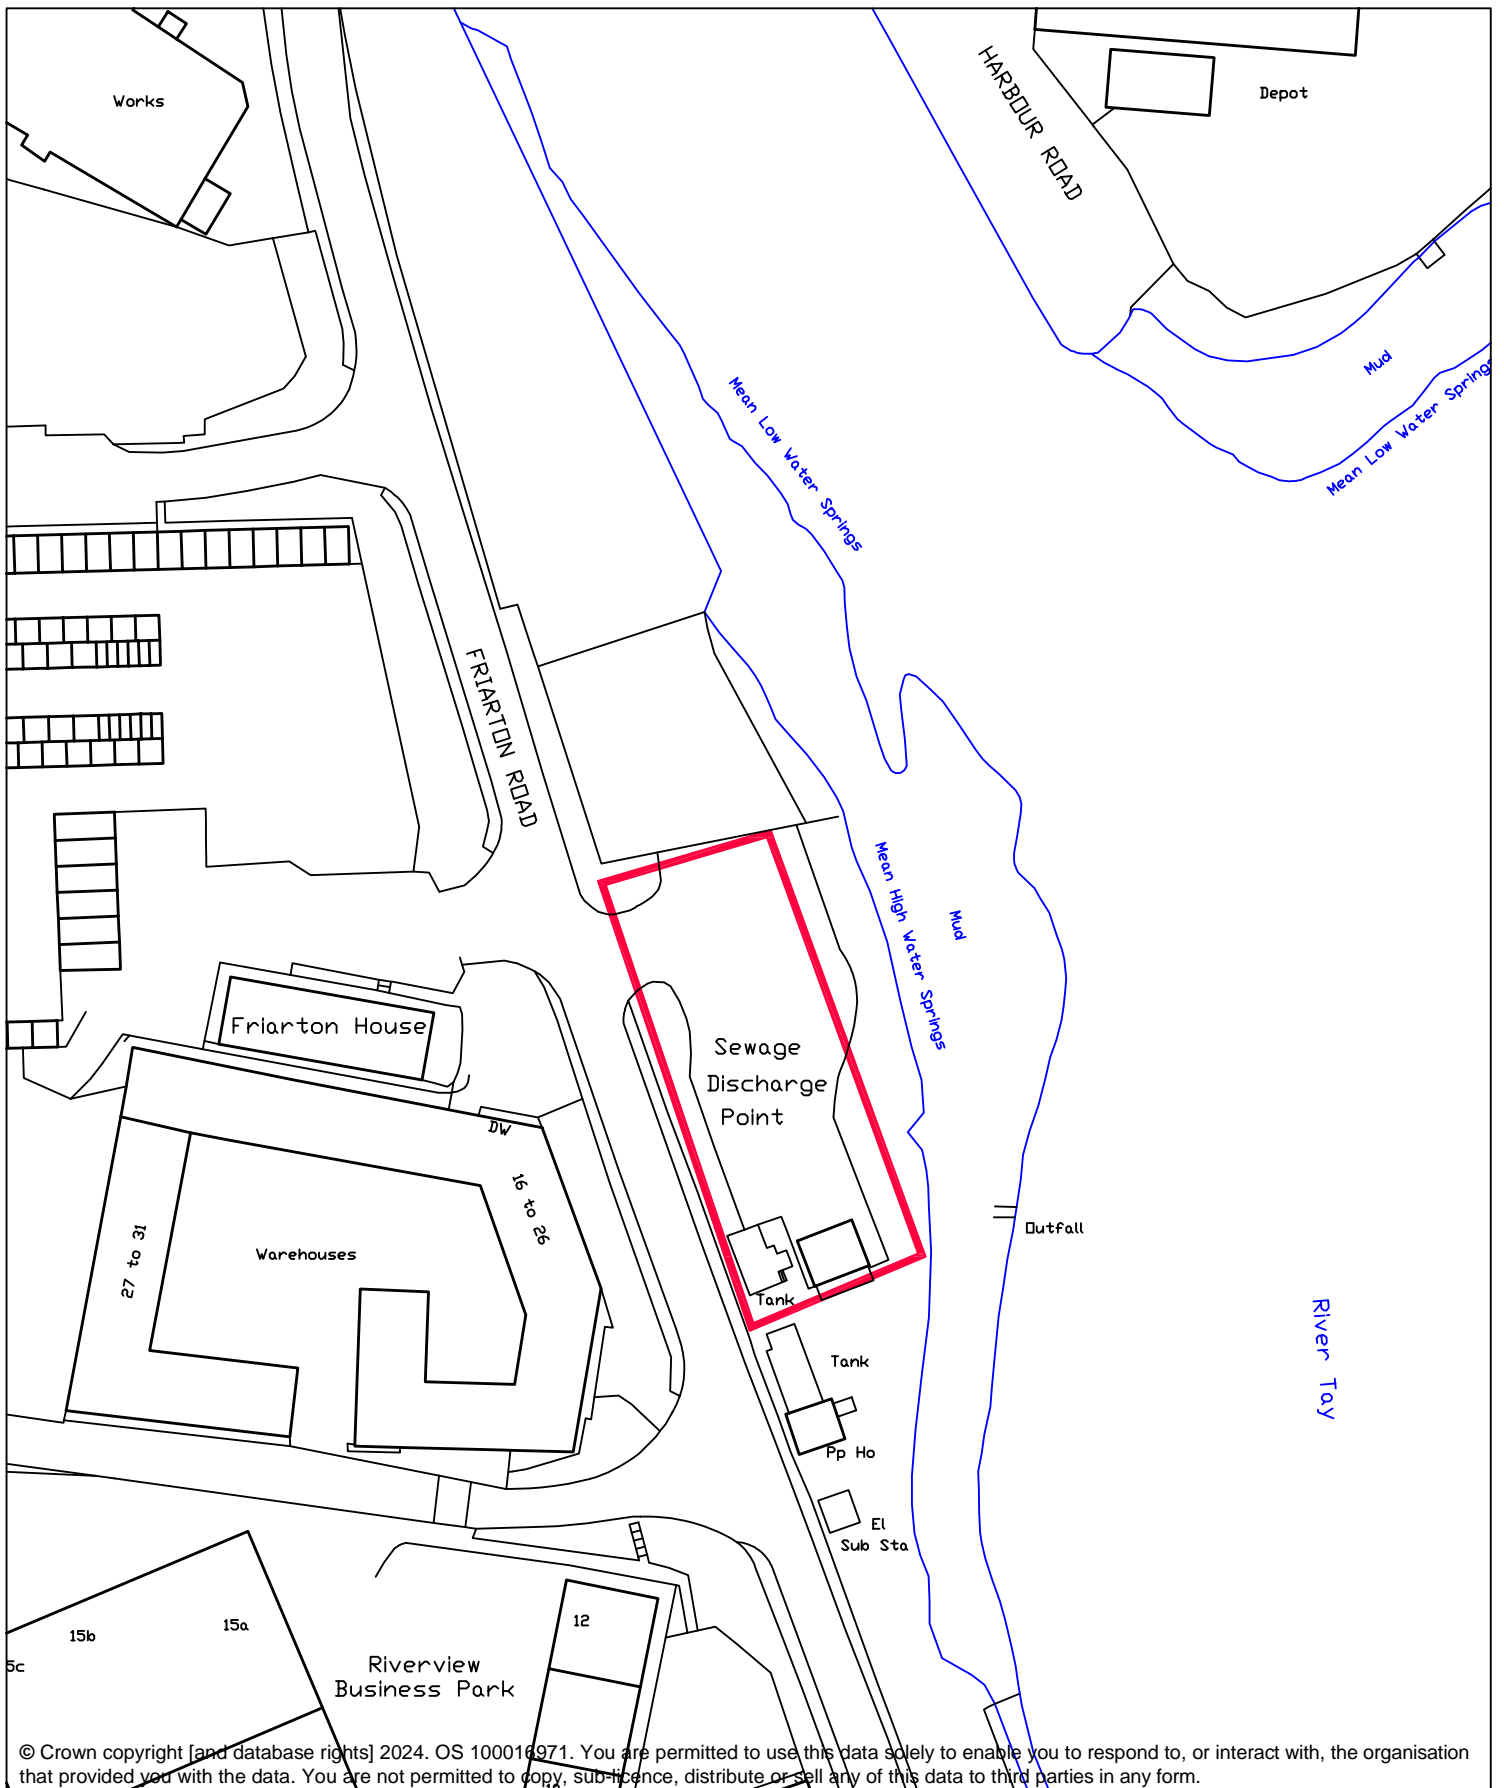 Works
HARBOUR ROAD
Depot
Mud
Mean Low Water Springs
Mean Low Water Springs
FRIARTON ROAD
Mean High Water Springs
Mud
Friarton House
Sewage
Discharge
Point
DW
16 to 26
27 to 31
Warehouses
Outfall
Tank
River Tay
Tank
Pp Ho
El
Sub Sta
12
15a
15b
5c
Riverview
Business Park
© Crown copyright [and database rights] 2024. OS 100016971. You are permitted to use this data solely to enable you to respond to, or interact with, the organisation
that provided you with the data. You are not permitted to copy, sub-licence, distribute or sell any of this data to third parties in any form.